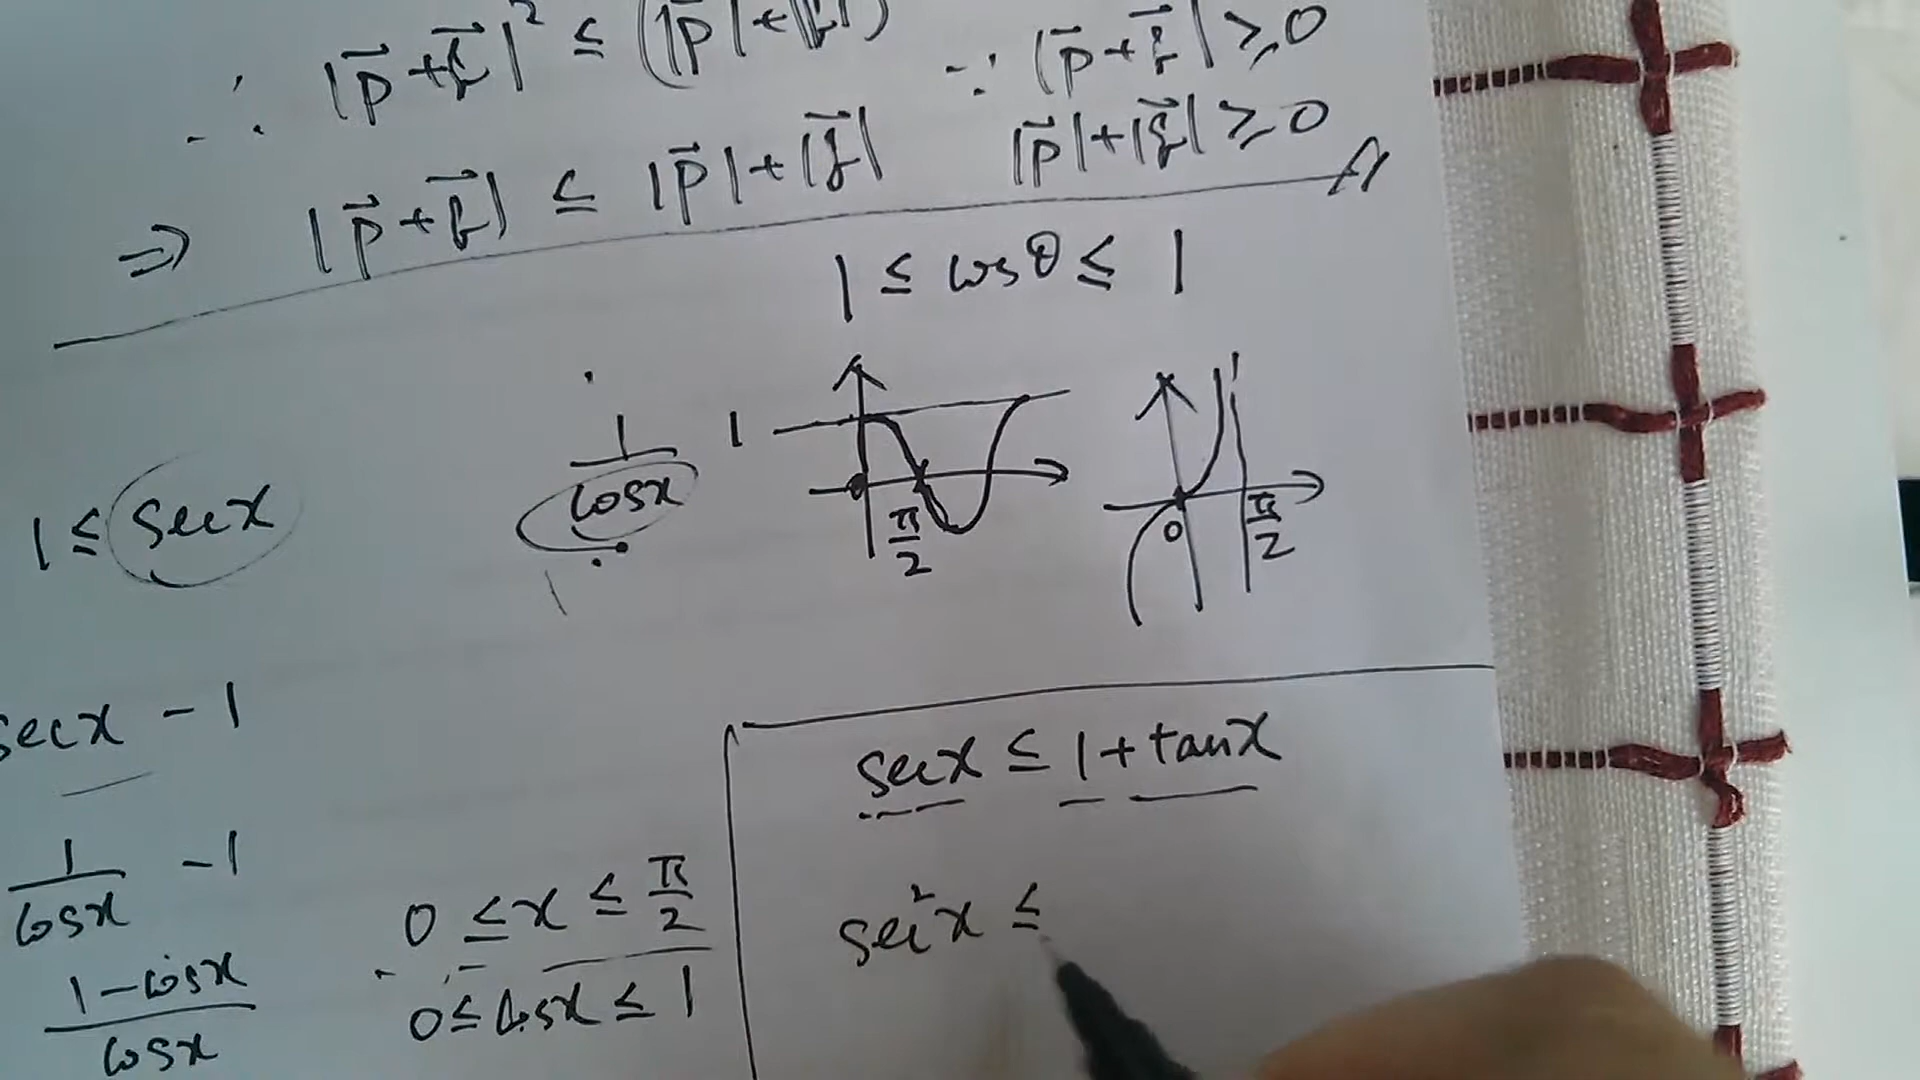 ∴ |p⃗+q⃗|² ≤ (|p⃗|+|q⃗|) ∵ |p⃗+q⃗| ≥ 0
⇒ |p⃗+q⃗| ≤ |p⃗|+|q⃗| |p⃗|+|q⃗| ≥ 0
1 ≤ cosθ ≤ 1
1 ≤ secx
1/cosx
1
π/2
0
π/2
secx - 1
1/cosx - 1
1-cosx/cosx
0 ≤ x ≤ π/2
0 ≤ cosx ≤ 1
secx ≤ 1 + tanx
sec²x ≤